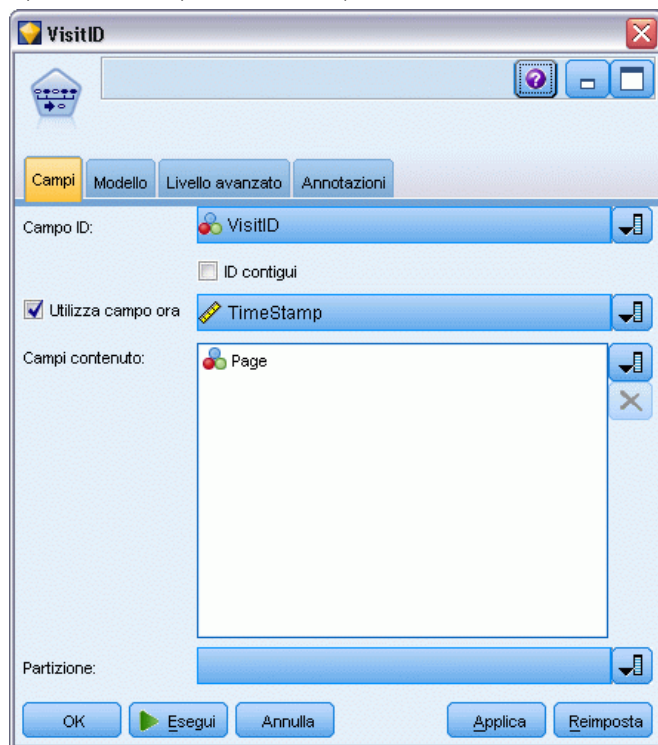 VisitID
Campi Modello Livello avanzato Annotazioni
Campo ID: VisitID
ID contigui
Utilizza campo ora TimeStamp
Campi contenuto: Page
Partizione:
OK Esegui Annulla Applica Reimposta